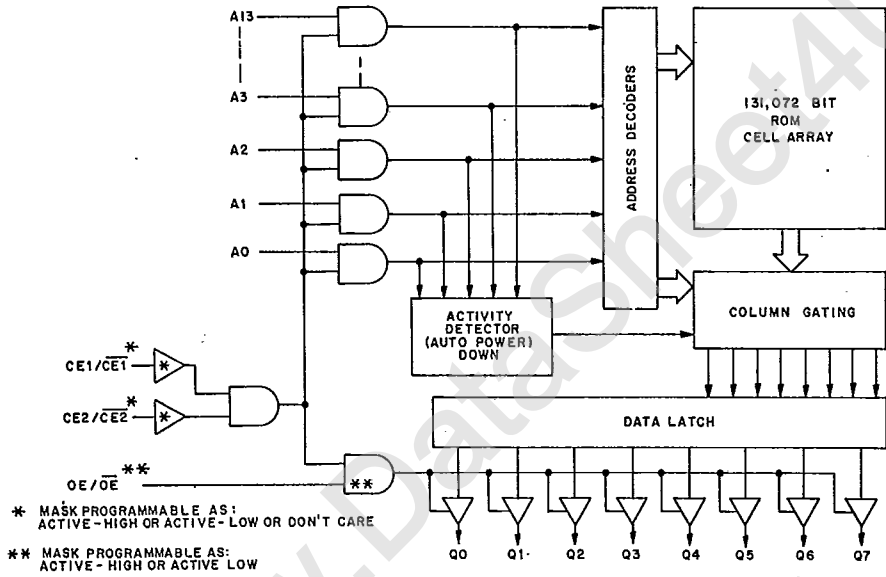 A13
A3
A2
A1
A0
ADDRESS DECODERS
131,072 BIT
ROM
CELL ARRAY
ACTIVITY
DETECTOR
(AUTO POWER)
DOWN
COLUMN GATING
CE1/CE1*
*
CE2/CE2*
*
DATA LATCH
OE/OE**
**
* MASK PROGRAMMABLE AS:
ACTIVE-HIGH OR ACTIVE-LOW OR DON'T CARE
** MASK PROGRAMMABLE AS:
ACTIVE-HIGH OR ACTIVE LOW
Q0 Q1 Q2 Q3 Q4 Q5 Q6 Q7
www.DataSheet4U